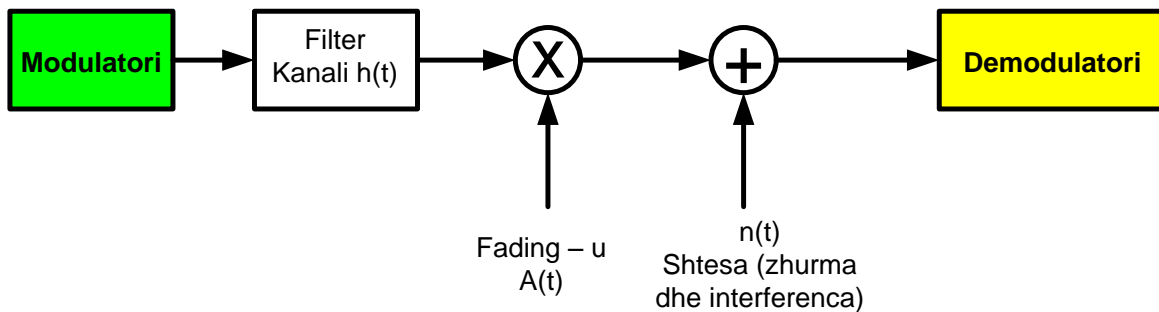 Modulatori
Filter
Kanali h(t)
X
+
Demodulatori
Fading – u
A(t)
n(t)
Shtesa (zhurma
dhe interferenca)